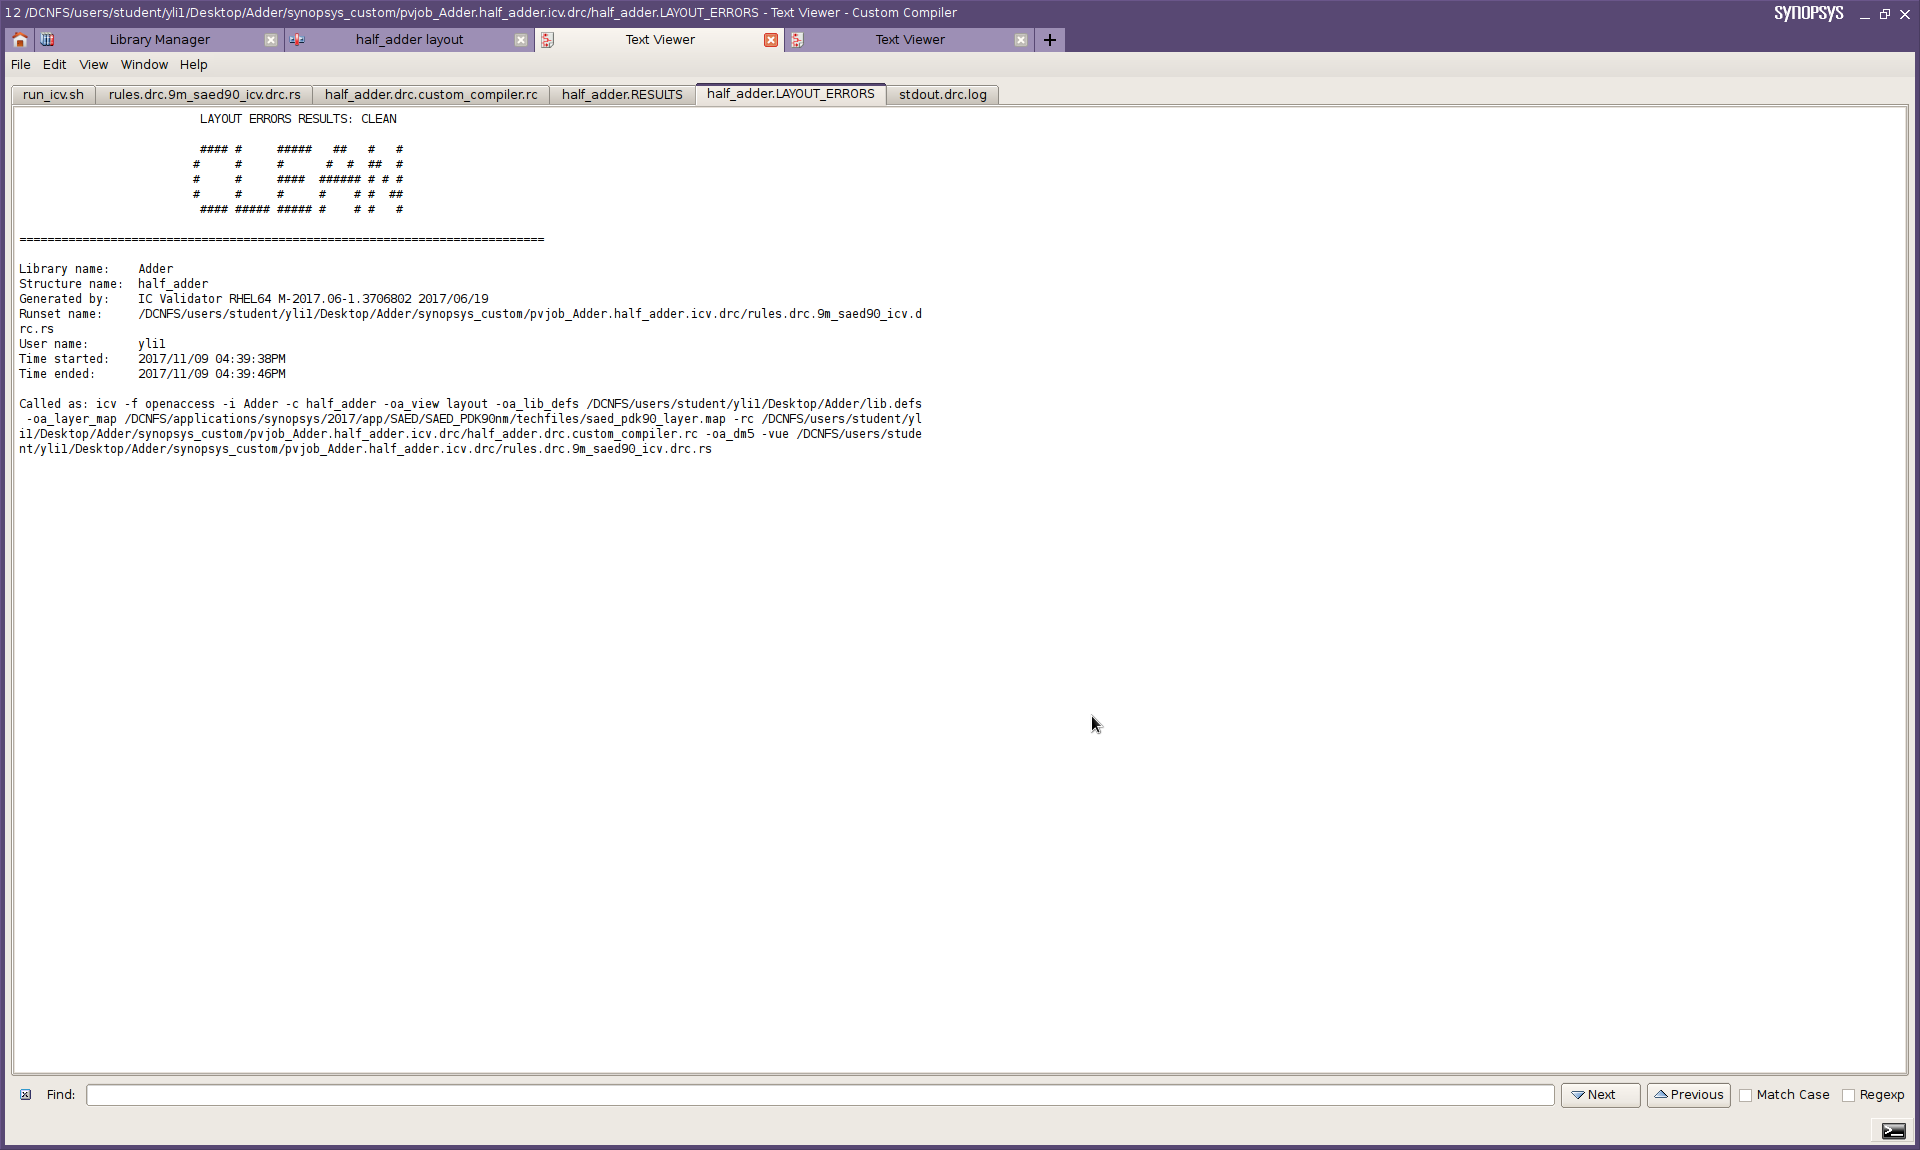 12 /DCNFS/users/student/yli1/Desktop/Adder/synopsys_custom/pvjob_Adder.half_adder.icv.drc/half_adder.LAYOUT_ERRORS - Text Viewer - Custom Compiler
SYNOPSYS
Library Manager
half_adder layout
Text Viewer
Text Viewer
File Edit View Window Help
run_icv.sh
rules.drc.9m_saed90_icv.drc.rs
half_adder.drc.custom_compiler.rc
half_adder.RESULTS
half_adder.LAYOUT_ERRORS
stdout.drc.log
LAYOUT ERRORS RESULTS: CLEAN
#### #     #####   ##   #   #
#     #     #      #  #  ##  #
#     #     ####  ###### # # #
#     #     #     #    # #  ##
#### ##### ##### #    # #   #
===========================================================================
Library name:    Adder
Structure name:  half_adder
Generated by:    IC Validator RHEL64 M-2017.06-1.3706802 2017/06/19
Runset name:     /DCNFS/users/student/yli1/Desktop/Adder/synopsys_custom/pvjob_Adder.half_adder.icv.drc/rules.drc.9m_saed90_icv.d
rc.rs
User name:       yli1
Time started:    2017/11/09 04:39:38PM
Time ended:      2017/11/09 04:39:46PM
Called as: icv -f openaccess -i Adder -c half_adder -oa_view layout -oa_lib_defs /DCNFS/users/student/yli1/Desktop/Adder/lib.defs
-oa_layer_map /DCNFS/applications/synopsys/2017/app/SAED/SAED_PDK90nm/techfiles/saed_pdk90_layer.map -rc /DCNFS/users/student/yl
i1/Desktop/Adder/synopsys_custom/pvjob_Adder.half_adder.icv.drc/half_adder.drc.custom_compiler.rc -oa_dm5 -vue /DCNFS/users/stude
nt/yli1/Desktop/Adder/synopsys_custom/pvjob_Adder.half_adder.icv.drc/rules.drc.9m_saed90_icv.drc.rs
Find:
Next
Previous
Match Case
Regexp